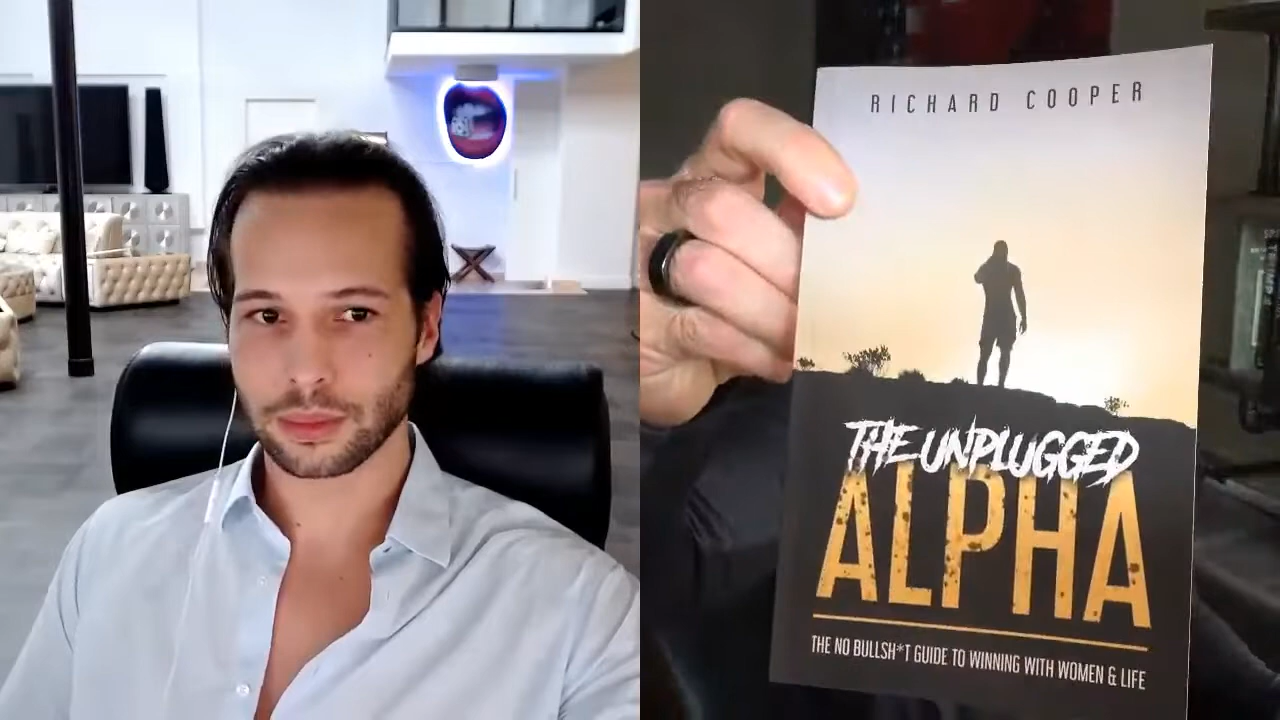 RICHARD COOPER
THE UNPLUGGED
ALPHA
THE NO BULLSH*T GUIDE TO WINNING WITH WOMEN & LIFE